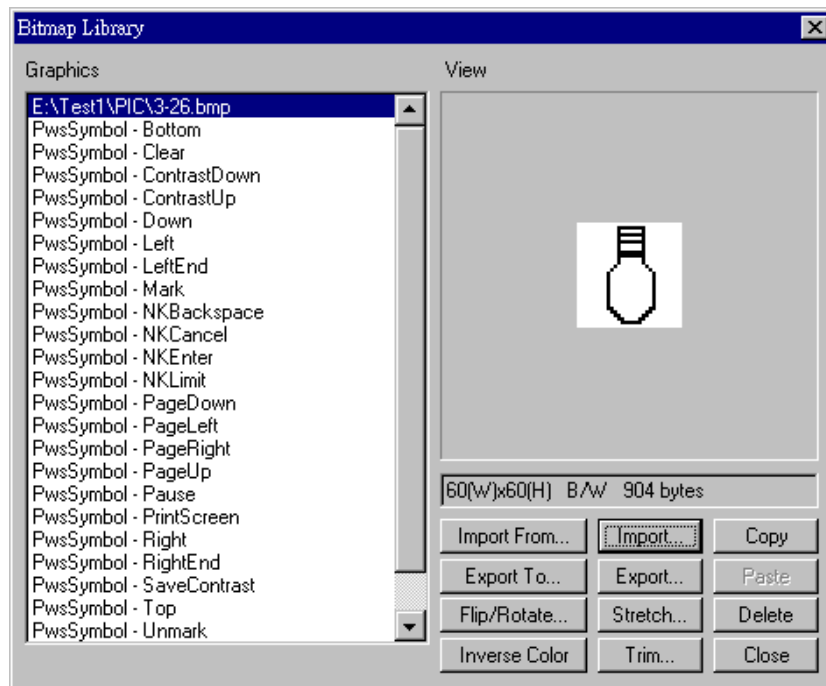 Bitmap Library
Graphics
View
E:\Test1\PIC\3-26.bmp
PwsSymbol - Bottom
PwsSymbol - Clear
PwsSymbol - ContrastDown
PwsSymbol - ContrastUp
PwsSymbol - Down
PwsSymbol - Left
PwsSymbol - LeftEnd
PwsSymbol - Mark
PwsSymbol - NKBackspace
PwsSymbol - NKCancel
PwsSymbol - NKEnter
PwsSymbol - NKLimit
PwsSymbol - PageDown
PwsSymbol - PageLeft
PwsSymbol - PageRight
PwsSymbol - PageUp
PwsSymbol - Pause
PwsSymbol - PrintScreen
PwsSymbol - Right
PwsSymbol - RightEnd
PwsSymbol - SaveContrast
PwsSymbol - Top
PwsSymbol - Unmark
60(W)x60(H) B/W 904 bytes
Import From... Import... Copy
Export To... Export... Paste
Flip/Rotate... Stretch... Delete
Inverse Color Trim... Close